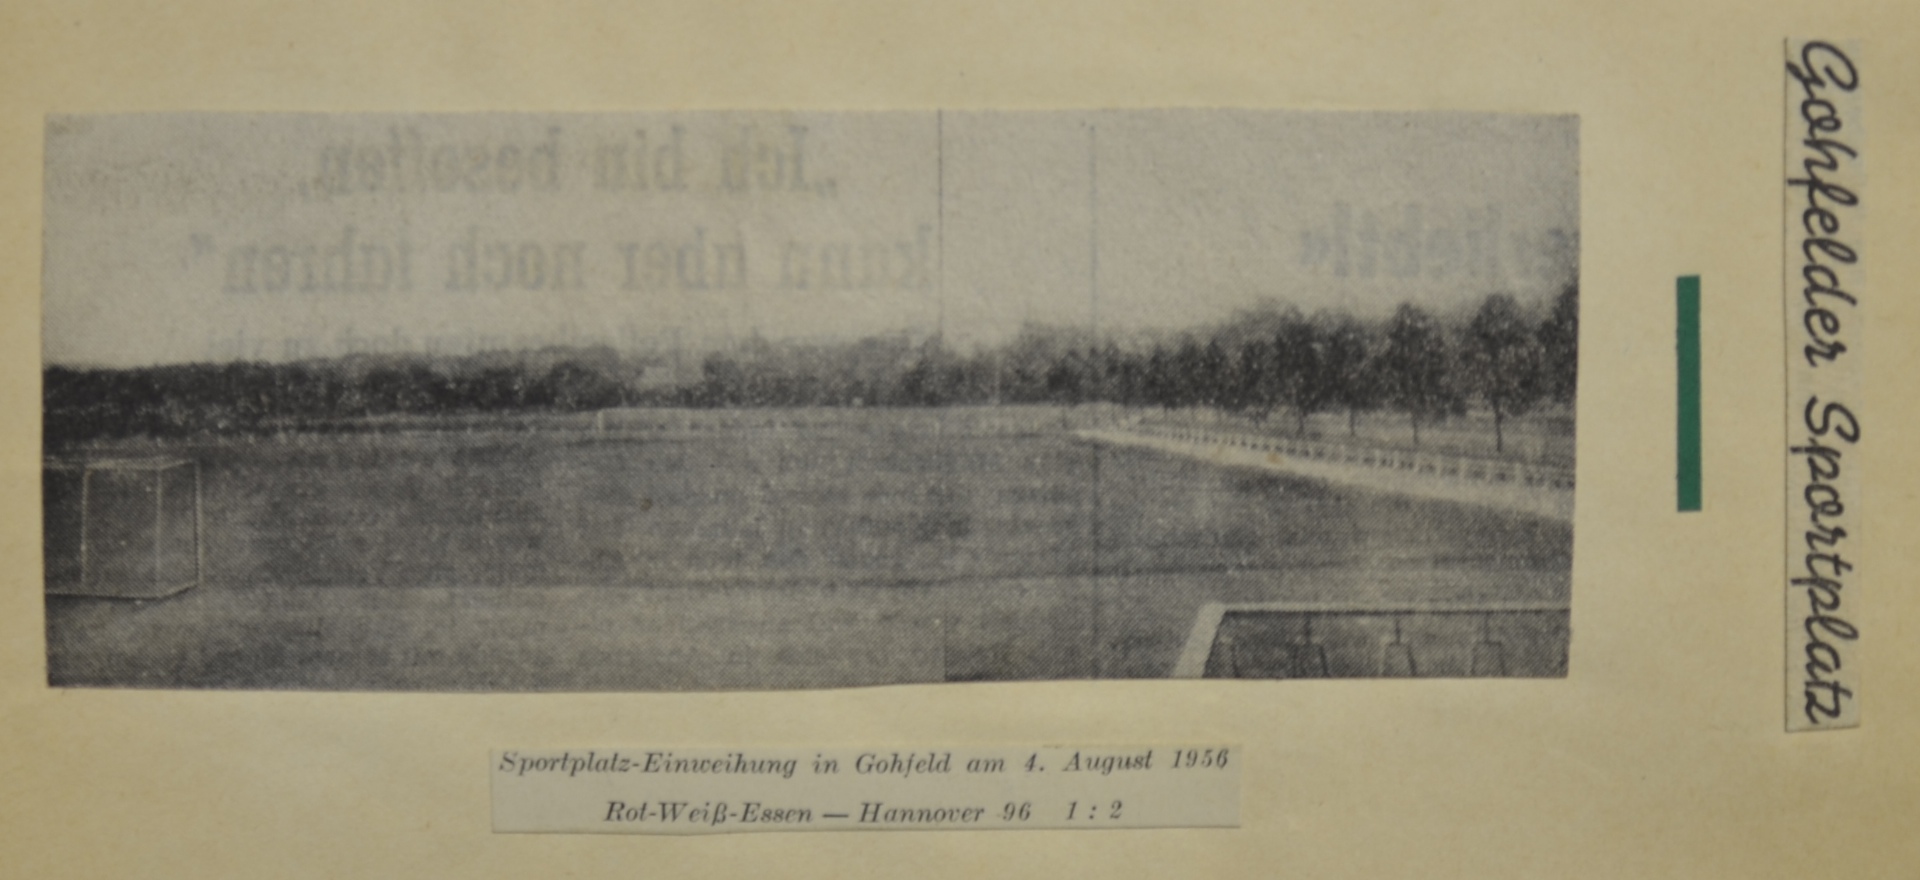 Gohfelder Sportplatz
„Ich bin besoffen,
kann aber noch fahren“
Sportplatz-Einweihung in Gohfeld am 4. August 1956
Rot-Weiß-Essen — Hannover 96 1 : 2